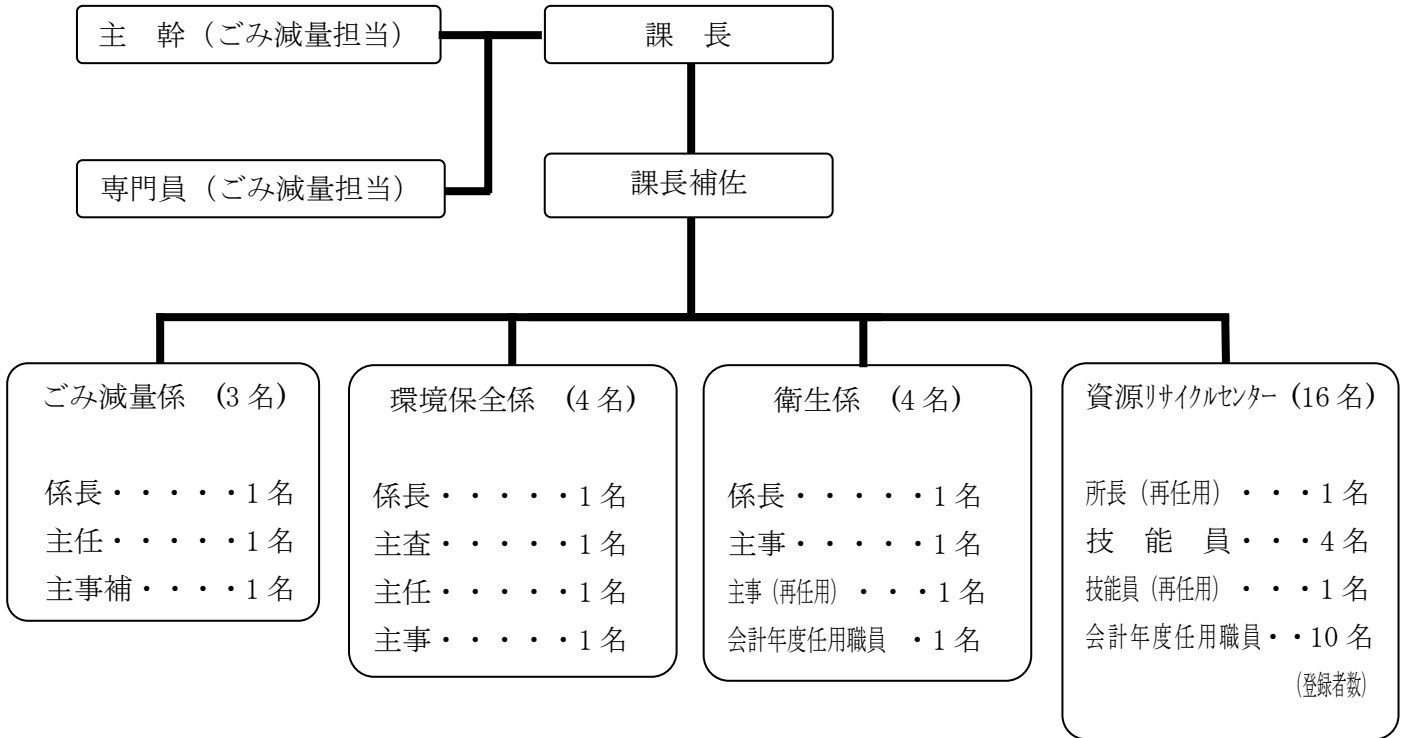 主　幹（ごみ減量担当）
課　長
専門員（ごみ減量担当）
課長補佐
ごみ減量係　(3 名)
係長・・・・・1 名
主任・・・・・1 名
主事補・・・・1 名
環境保全係　(4 名)
係長・・・・・1 名
主査・・・・・1 名
主任・・・・・1 名
主事・・・・・1 名
衛生係　(4 名)
係長・・・・・1 名
主事・・・・・1 名
主事（再任用）・・・1 名
会計年度任用職員　・1 名
資源ﾘｻｲｸﾙｾﾝﾀｰ (16 名)
所長（再任用）・・・1 名
技　能　員・・・4 名
技能員（再任用）・・・1 名
会計年度任用職員・・10 名
(登録者数)